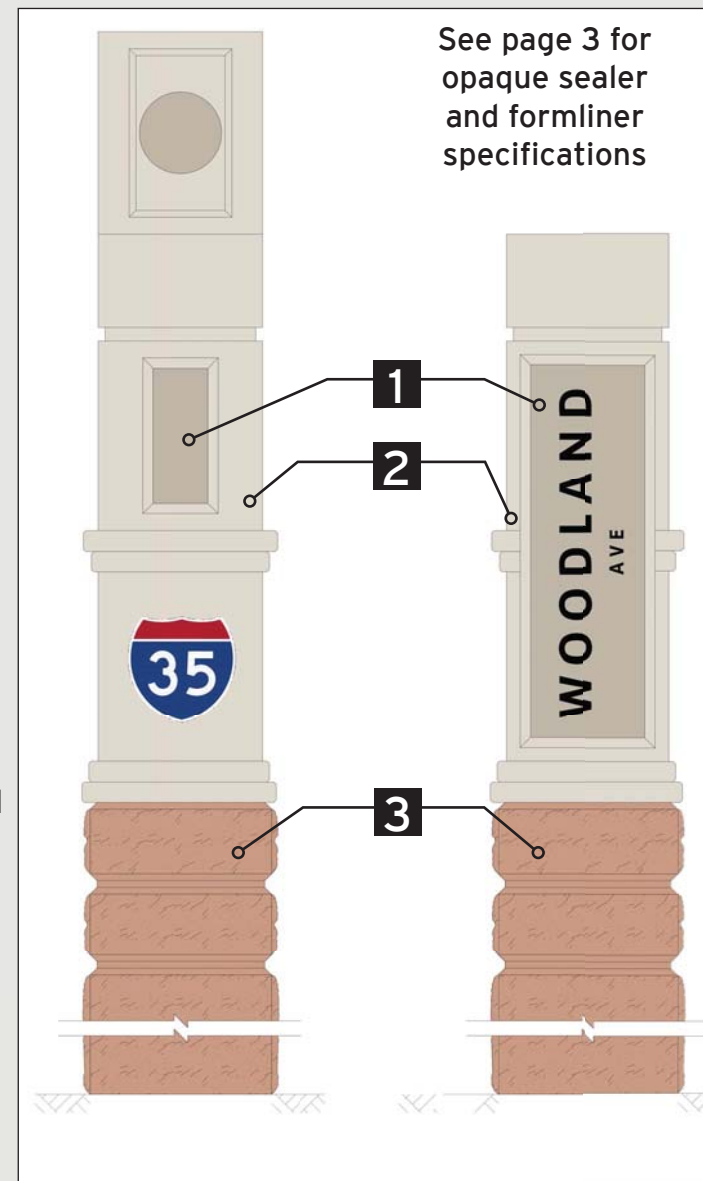 See page 3 for
opaque sealer
and formliner
specifications
1
2
WOODLAND
AVE
35
3